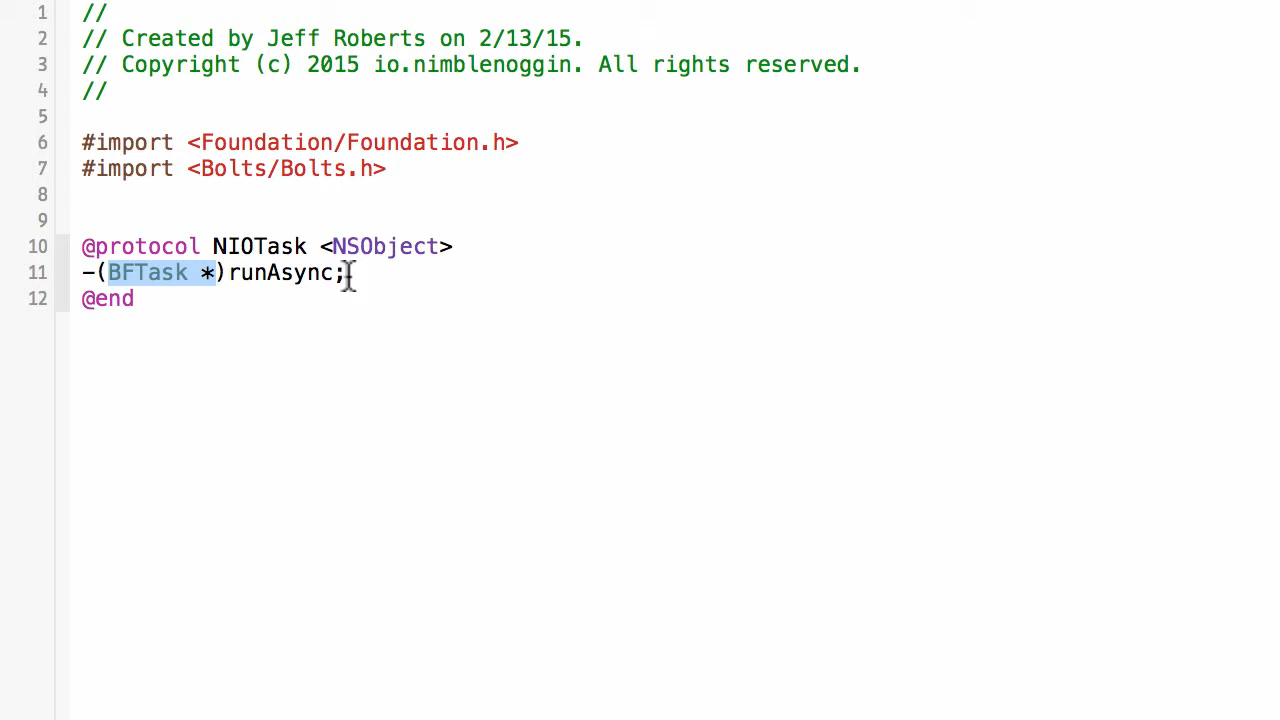 1 //
2 // Created by Jeff Roberts on 2/13/15.
3 // Copyright (c) 2015 io.nimblenoggin. All rights reserved.
4 //
5
6 #import <Foundation/Foundation.h>
7 #import <Bolts/Bolts.h>
8
9
10 @protocol NIOTask <NSObject>
11 -(BFTask *)runAsync;
12 @end